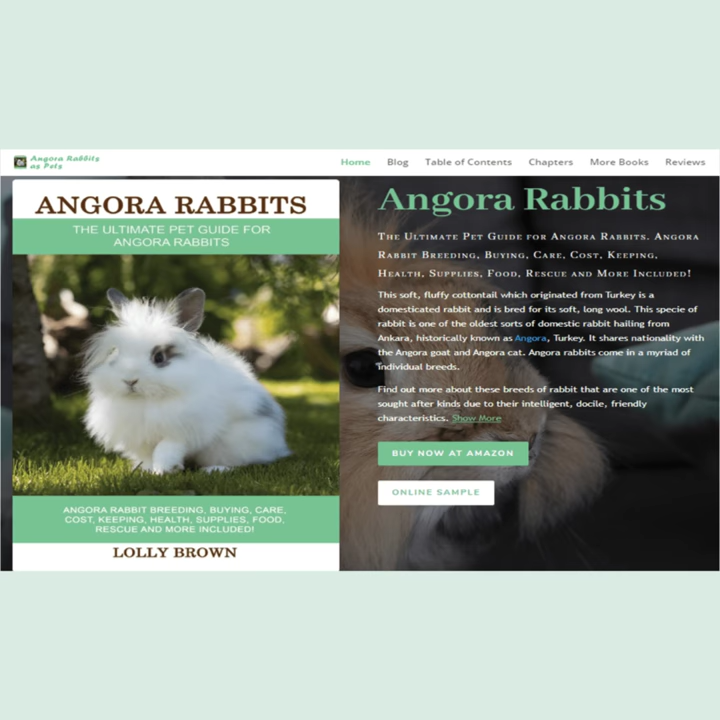 Angora Rabbits
as Pets
Home Blog Table of Contents Chapters More Books Reviews
ANGORA RABBITS
THE ULTIMATE PET GUIDE FOR
ANGORA RABBITS
ANGORA RABBIT BREEDING, BUYING, CARE,
COST, KEEPING, HEALTH, SUPPLIES, FOOD,
RESCUE AND MORE INCLUDED!
LOLLY BROWN
Angora Rabbits
The Ultimate Pet Guide for Angora Rabbits. Angora
Rabbit Breeding, Buying, Care, Cost, Keeping,
Health, Supplies, Food, Rescue and More Included!
This soft, fluffy cottontail which originated from Turkey is a
domesticated rabbit and is bred for its soft, long wool. This specie of
rabbit is one of the oldest sorts of domestic rabbit hailing from
Ankara, historically known as Angora, Turkey. It shares nationality with
the Angora goat and Angora cat. Angora rabbits come in a myriad of
individual breeds.
Find out more about these breeds of rabbit that are one of the most
sought after kinds due to their intelligent, docile, friendly
characteristics. Show More
BUY NOW AT AMAZON
ONLINE SAMPLE